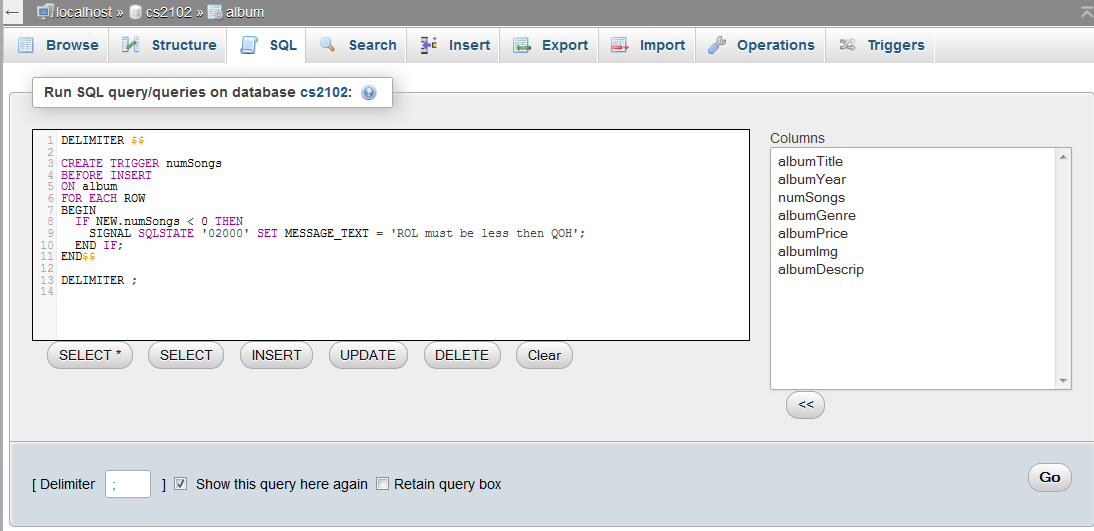 localhost » cs2102 » album
Browse Structure SQL Search Insert Export Import Operations Triggers
Run SQL query/queries on database cs2102:
1 DELIMITER $$
2
3 CREATE TRIGGER numSongs
4 BEFORE INSERT
5 ON album
6 FOR EACH ROW
7 BEGIN
8 IF NEW.numSongs < 0 THEN
9 SIGNAL SQLSTATE '02000' SET MESSAGE_TEXT = 'ROL must be less then QOH';
10 END IF;
11 END$$
12
13 DELIMITER ;
14
Columns
albumTitle
albumYear
numSongs
albumGenre
albumPrice
albumImg
albumDescrip
SELECT * SELECT INSERT UPDATE DELETE Clear
<<
[ Delimiter ; ] Show this query here again Retain query box
Go